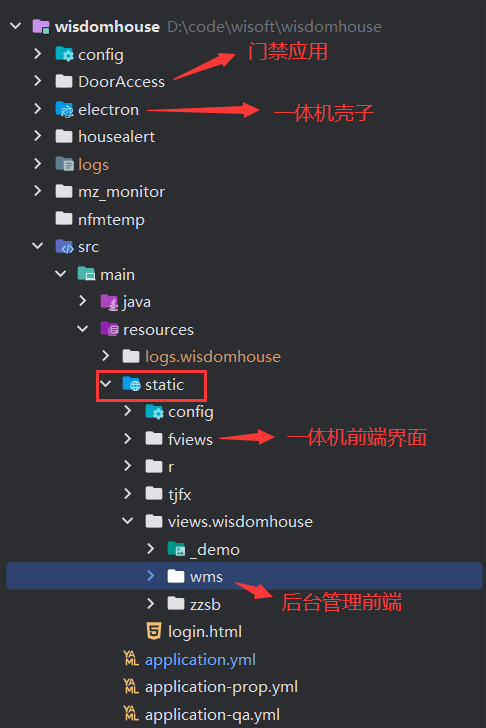 wisdomhouse D:\code\wisoft\wisdomhouse
config
门禁应用
DoorAccess
electron
一体机壳子
housealert
logs
mz_monitor
nfmtemp
src
main
java
resources
logs.wisdomhouse
static
config
fviews
一体机前端界面
r
tjfx
views.wisdomhouse
_demo
wms
后台管理前端
zzsb
login.html
application.yml
application-prop.yml
application-qa.yml